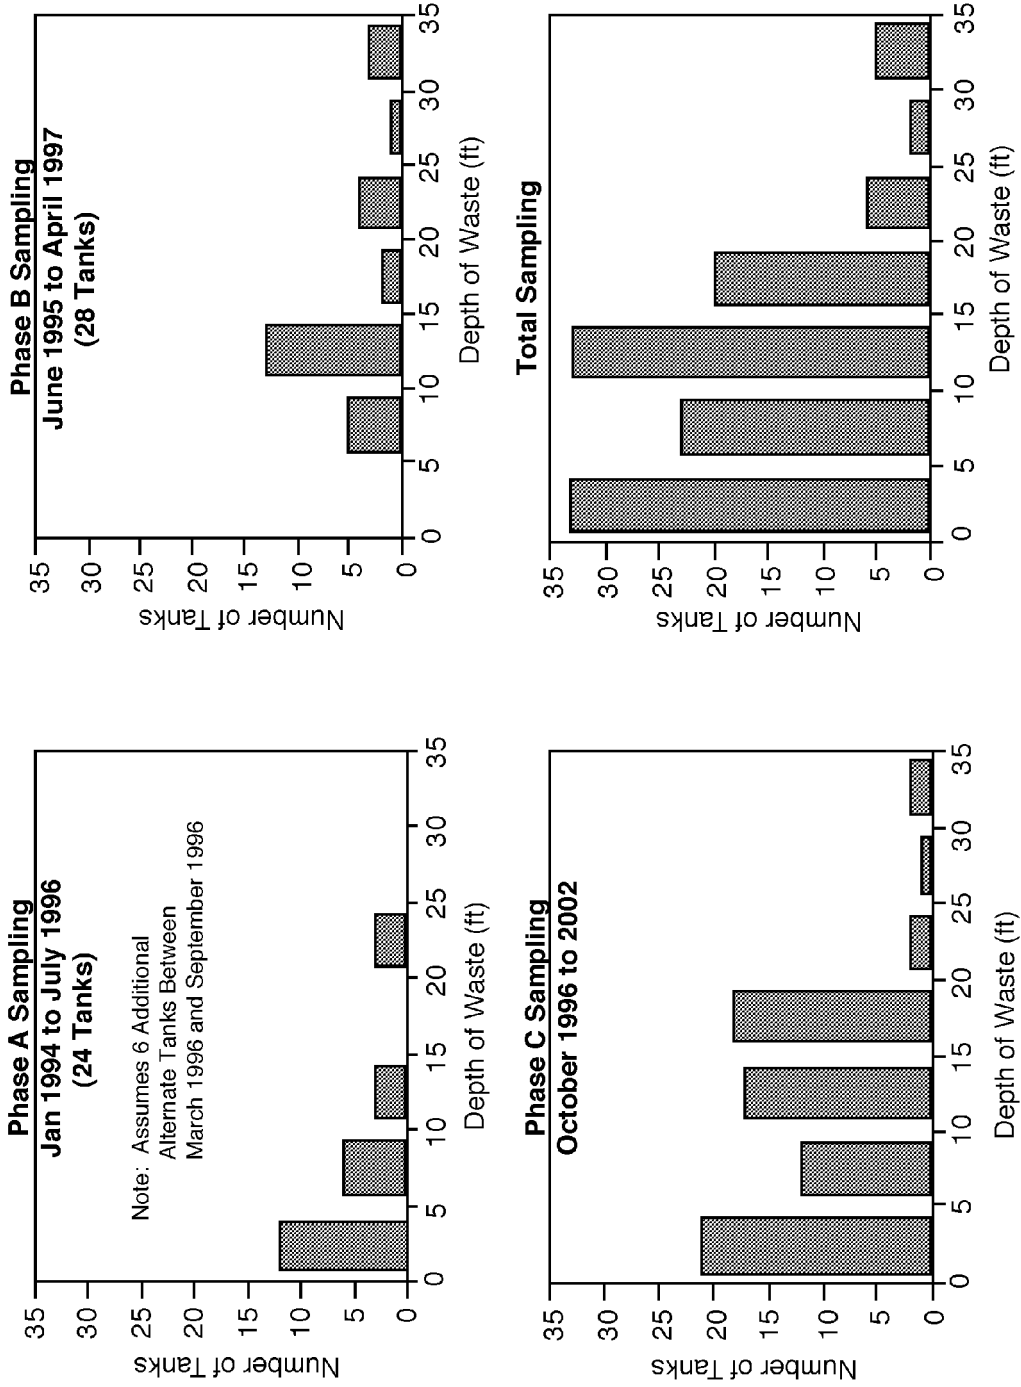 Phase A Sampling
Jan 1994 to July 1996
(24 Tanks)
Note: Assumes 6 Additional
Alternate Tanks Between
March 1996 and September 1996
Number of Tanks
35
30
25
20
15
10
5
0
0 5 10 15 20 25 30 35
Depth of Waste (ft)
Phase B Sampling
June 1995 to April 1997
(28 Tanks)
Number of Tanks
35
30
25
20
15
10
5
0
0 5 10 15 20 25 30 35
Depth of Waste (ft)
Phase C Sampling
October 1996 to 2002
Number of Tanks
35
30
25
20
15
10
5
0
0 5 10 15 20 25 30 35
Depth of Waste (ft)
Total Sampling
Number of Tanks
35
30
25
20
15
10
5
0
0 5 10 15 20 25 30 35
Depth of Waste (ft)